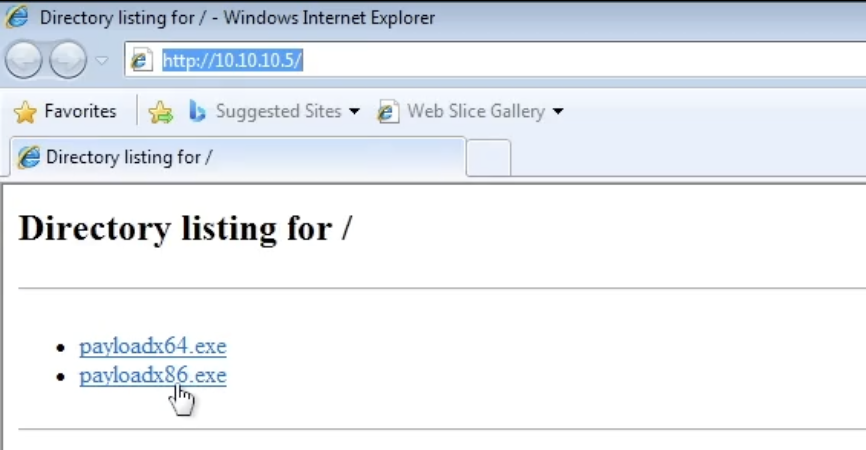 Directory listing for / - Windows Internet Explorer
http://10.10.10.5/
Favorites Suggested Sites Web Slice Gallery
Directory listing for /
Directory listing for /
payloadx64.exe
payloadx86.exe